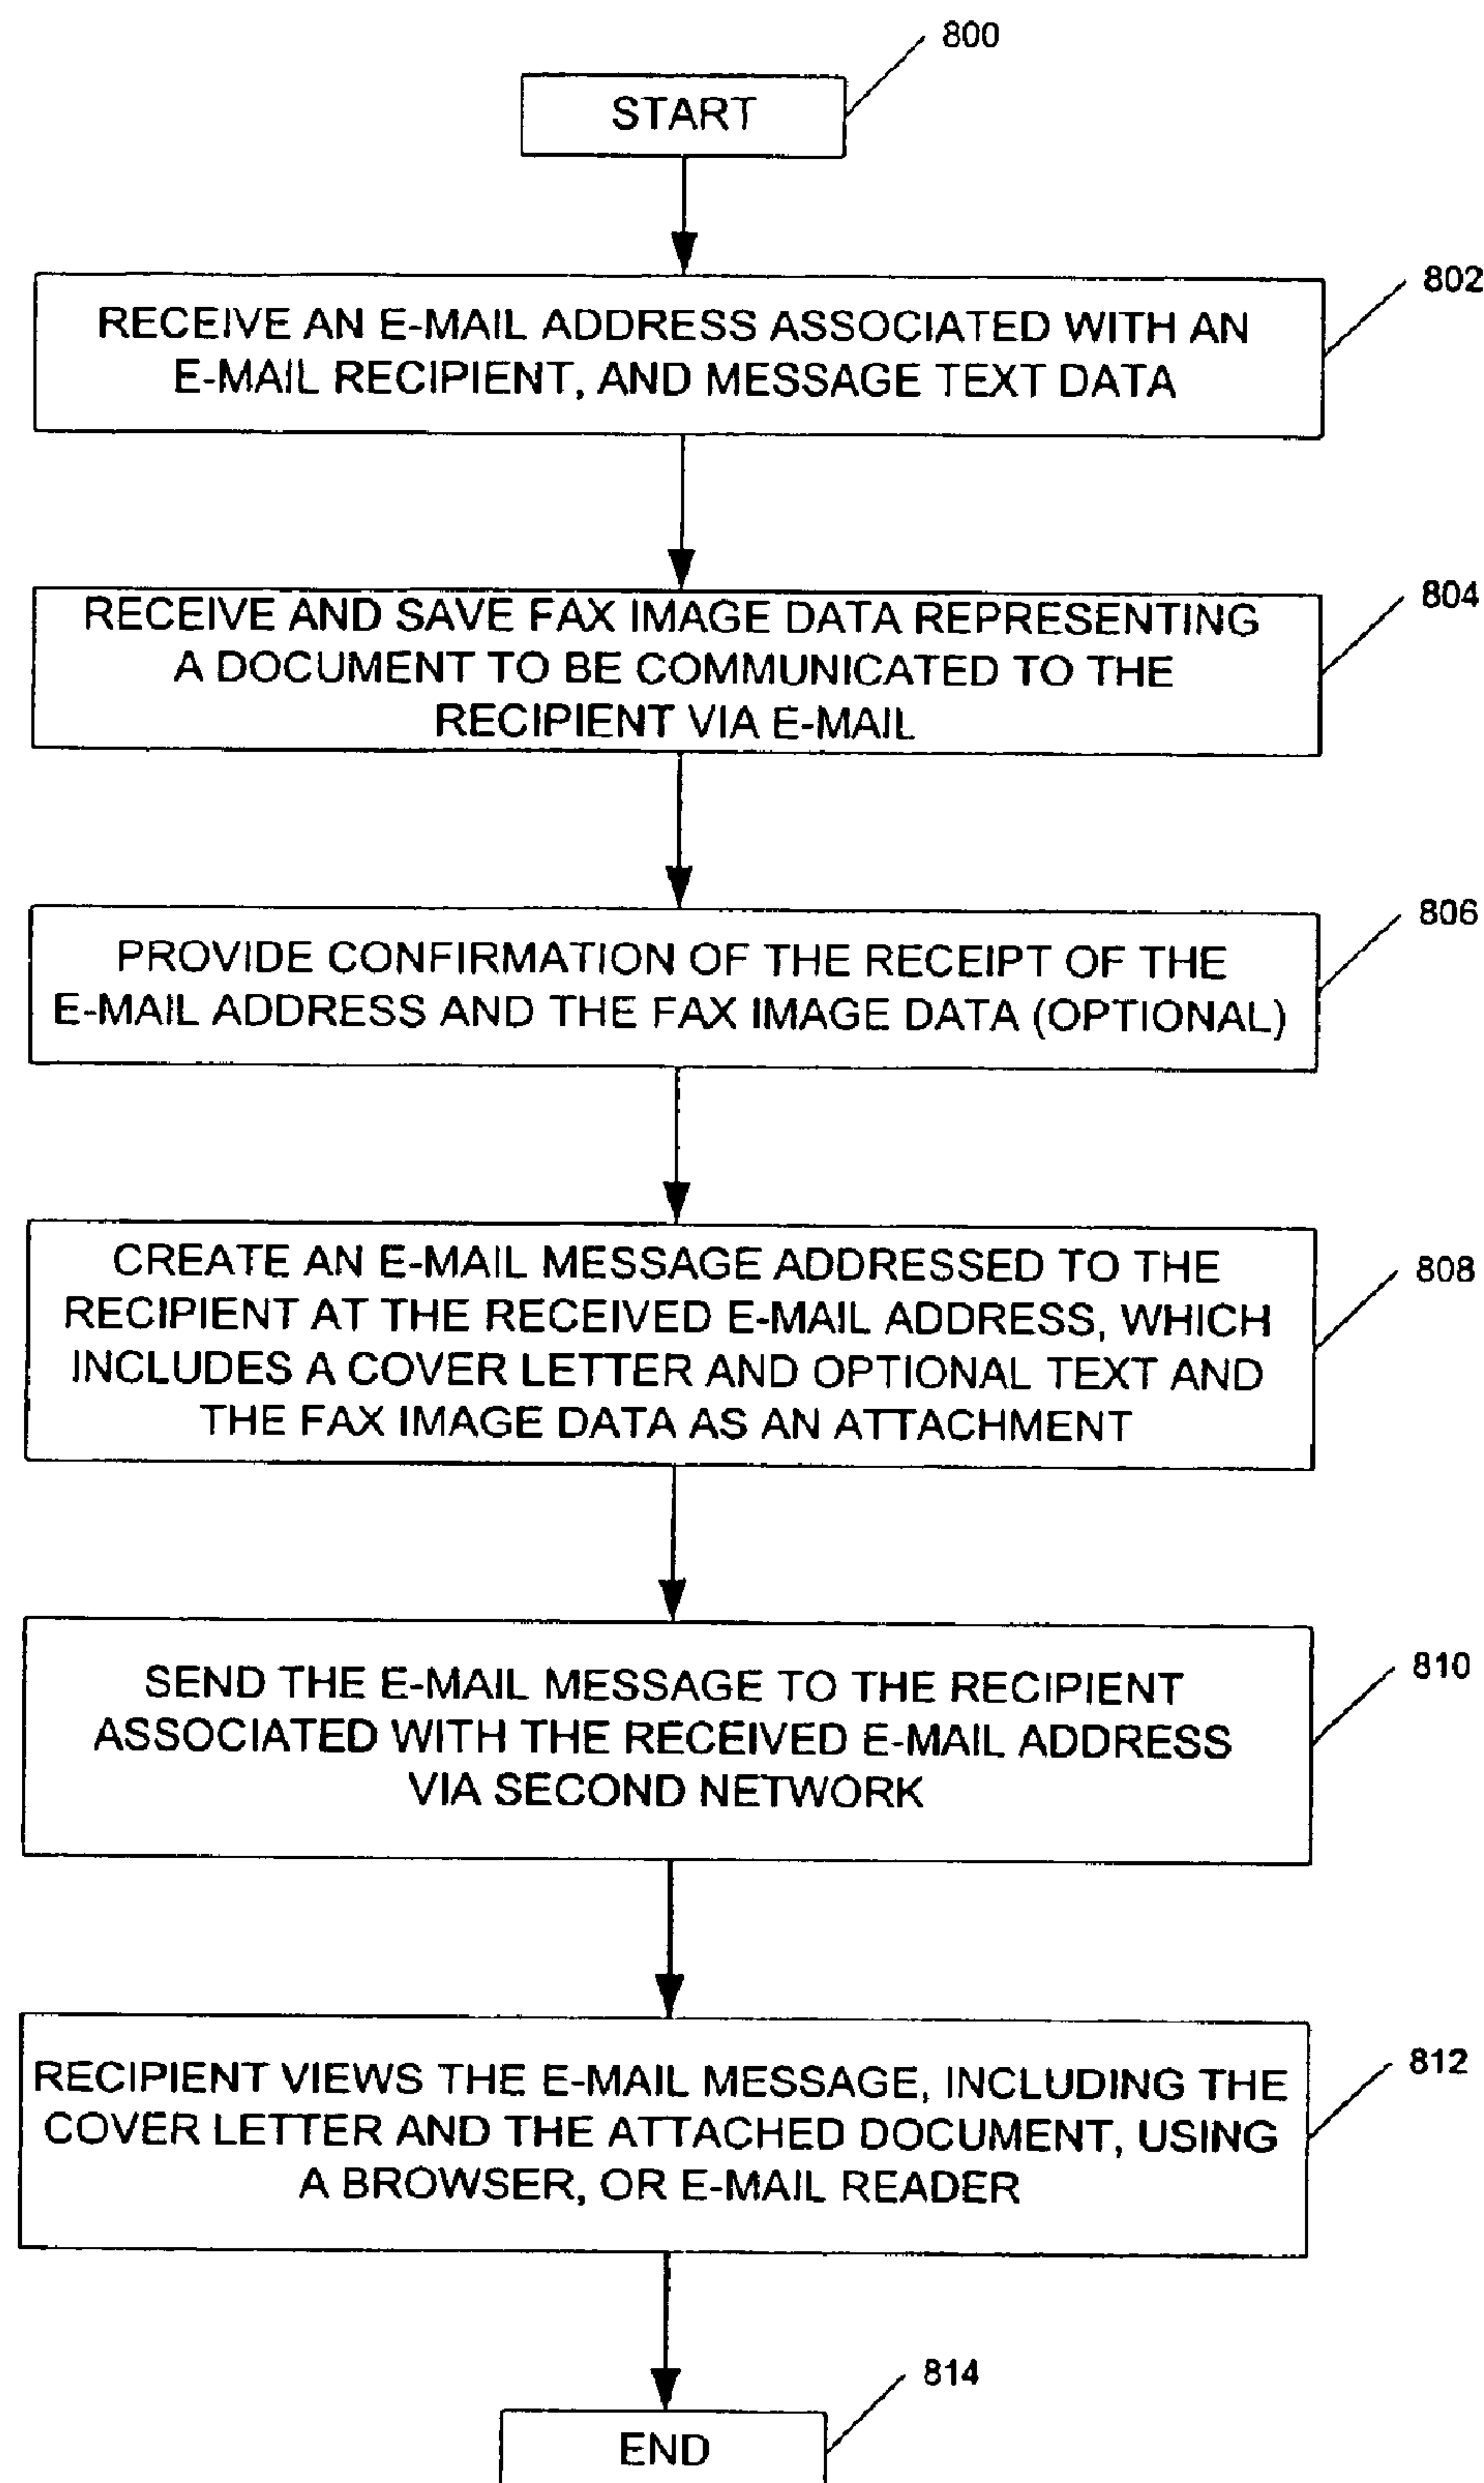 800
START
802
RECEIVE AN E-MAIL ADDRESS ASSOCIATED WITH AN
E-MAIL RECIPIENT, AND MESSAGE TEXT DATA
804
RECEIVE AND SAVE FAX IMAGE DATA REPRESENTING
A DOCUMENT TO BE COMMUNICATED TO THE
RECIPIENT VIA E-MAIL
806
PROVIDE CONFIRMATION OF THE RECEIPT OF THE
E-MAIL ADDRESS AND THE FAX IMAGE DATA (OPTIONAL)
808
CREATE AN E-MAIL MESSAGE ADDRESSED TO THE
RECIPIENT AT THE RECEIVED E-MAIL ADDRESS, WHICH
INCLUDES A COVER LETTER AND OPTIONAL TEXT AND
THE FAX IMAGE DATA AS AN ATTACHMENT
810
SEND THE E-MAIL MESSAGE TO THE RECIPIENT
ASSOCIATED WITH THE RECEIVED E-MAIL ADDRESS
VIA SECOND NETWORK
812
RECIPIENT VIEWS THE E-MAIL MESSAGE, INCLUDING THE
COVER LETTER AND THE ATTACHED DOCUMENT, USING
A BROWSER, OR E-MAIL READER
814
END